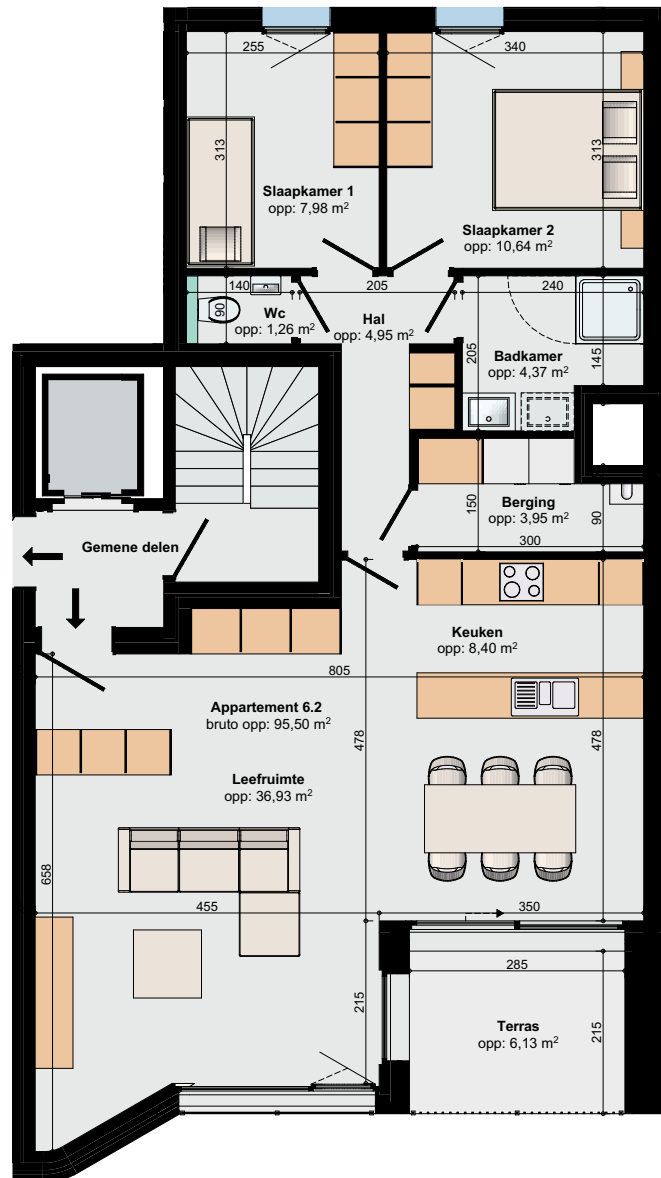 255
340
313
313
Slaapkamer 1
opp: 7,98 m²
Slaapkamer 2
opp: 10,64 m²
140
205
240
90
Wc
opp: 1,26 m²
Hal
opp: 4,95 m²
205
Badkamer
opp: 4,37 m²
145
150
Berging
opp: 3,95 m²
90
300
Gemene delen
Keuken
opp: 8,40 m²
805
Appartement 6.2
bruto opp: 95,50 m²
478
478
Leefruimte
opp: 36,93 m²
658
455
350
285
215
Terras
opp: 6,13 m²
215